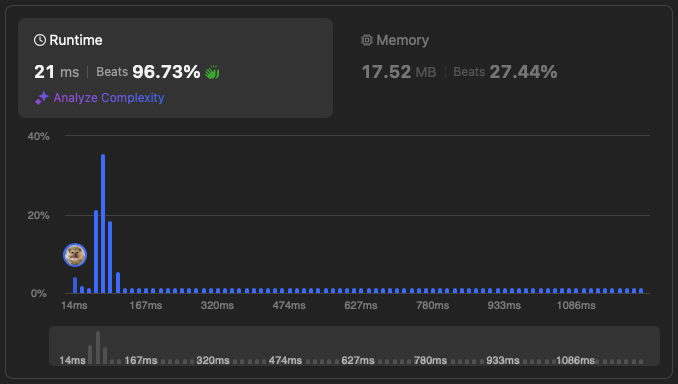 Runtime
21 ms | Beats 96.73%
Analyze Complexity
Memory
17.52 MB | Beats 27.44%
40%
20%
0%
14ms 167ms 320ms 474ms 627ms 780ms 933ms 1086ms
14ms 167ms 320ms 474ms 627ms 780ms 933ms 1086ms